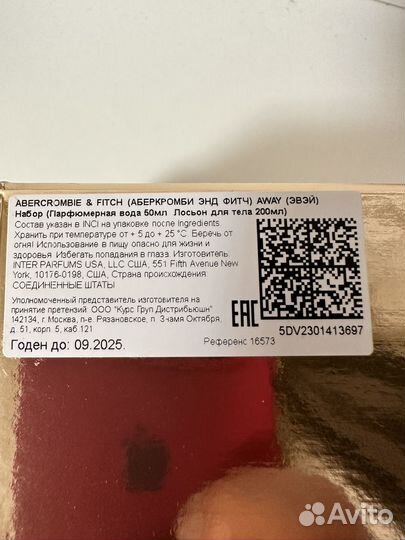 ABERCROMBIE & FITCH (АБЕРКРОМБИ ЭНД ФИТЧ) AWAY (ЭВЭЙ)
Набор (Парфюмерная вода 50мл Лосьон для тела 200мл)
Состав указан в INCI на упаковке после Ingredients.
Хранить при температуре от + 5 до + 25 °С. Беречь от
огня! Использование в пищу опасно для жизни и
здоровья. Избегать попадания в глаза. Изготовитель:
INTER PARFUMS USA, LLC США, 551 Fifth Avenue New
York, 10176-0198, США, Страна происхождения
СОЕДИНЕННЫЕ ШТАТЫ
Уполномоченный представитель изготовителя на
принятие претензий: ООО "Курс Груп Дистрибьюшн"
142134, г. Москва, п-е. Рязановское, п. Знамя Октября,
д. 51, корп. 5, каб.121
Годен до: 09.2025.
EAC
5DV2301413697
Референс 16573
Avito